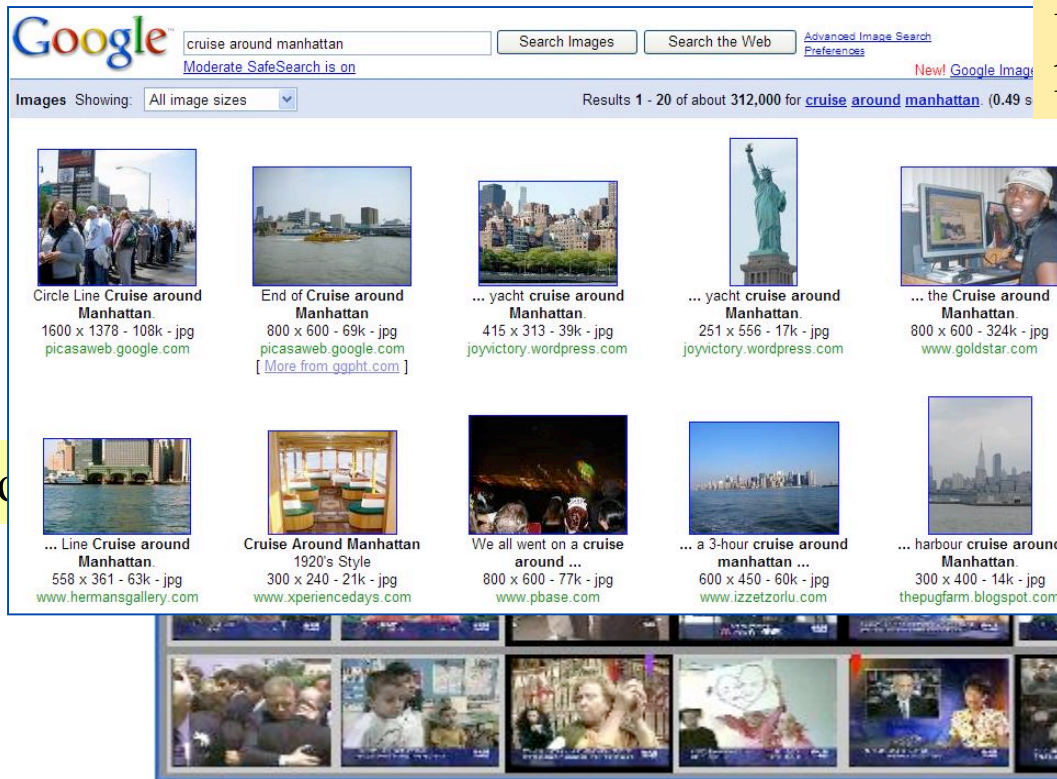 Google™ cruise around manhattan Search Images Search the Web Advanced Image Search
Preferences
Moderate SafeSearch is on New! Google Image
Images Showing: All image sizes Results 1 - 20 of about 312,000 for cruise around manhattan. (0.49 s
Circle Line Cruise around
Manhattan.
1600 x 1378 - 108k - jpg
picasaweb.google.com
End of Cruise around
Manhattan
800 x 600 - 69k - jpg
picasaweb.google.com
[ More from ggpht.com ]
... yacht cruise around
Manhattan.
415 x 313 - 39k - jpg
joyvictory.wordpress.com
... yacht cruise around
Manhattan.
251 x 556 - 17k - jpg
joyvictory.wordpress.com
... the Cruise around
Manhattan.
800 x 600 - 324k - jpg
www.goldstar.com
... Line Cruise around
Manhattan.
558 x 361 - 63k - jpg
www.hermansgallery.com
Cruise Around Manhattan
1920's Style
300 x 240 - 21k - jpg
www.xperiencedays.com
We all went on a cruise
around ...
800 x 600 - 77k - jpg
www.pbase.com
... a 3-hour cruise around
manhattan ...
600 x 450 - 60k - jpg
www.izzetzorlu.com
... harbour cruise around
Manhattan.
300 x 400 - 14k - jpg
thepugfarm.blogspot.com